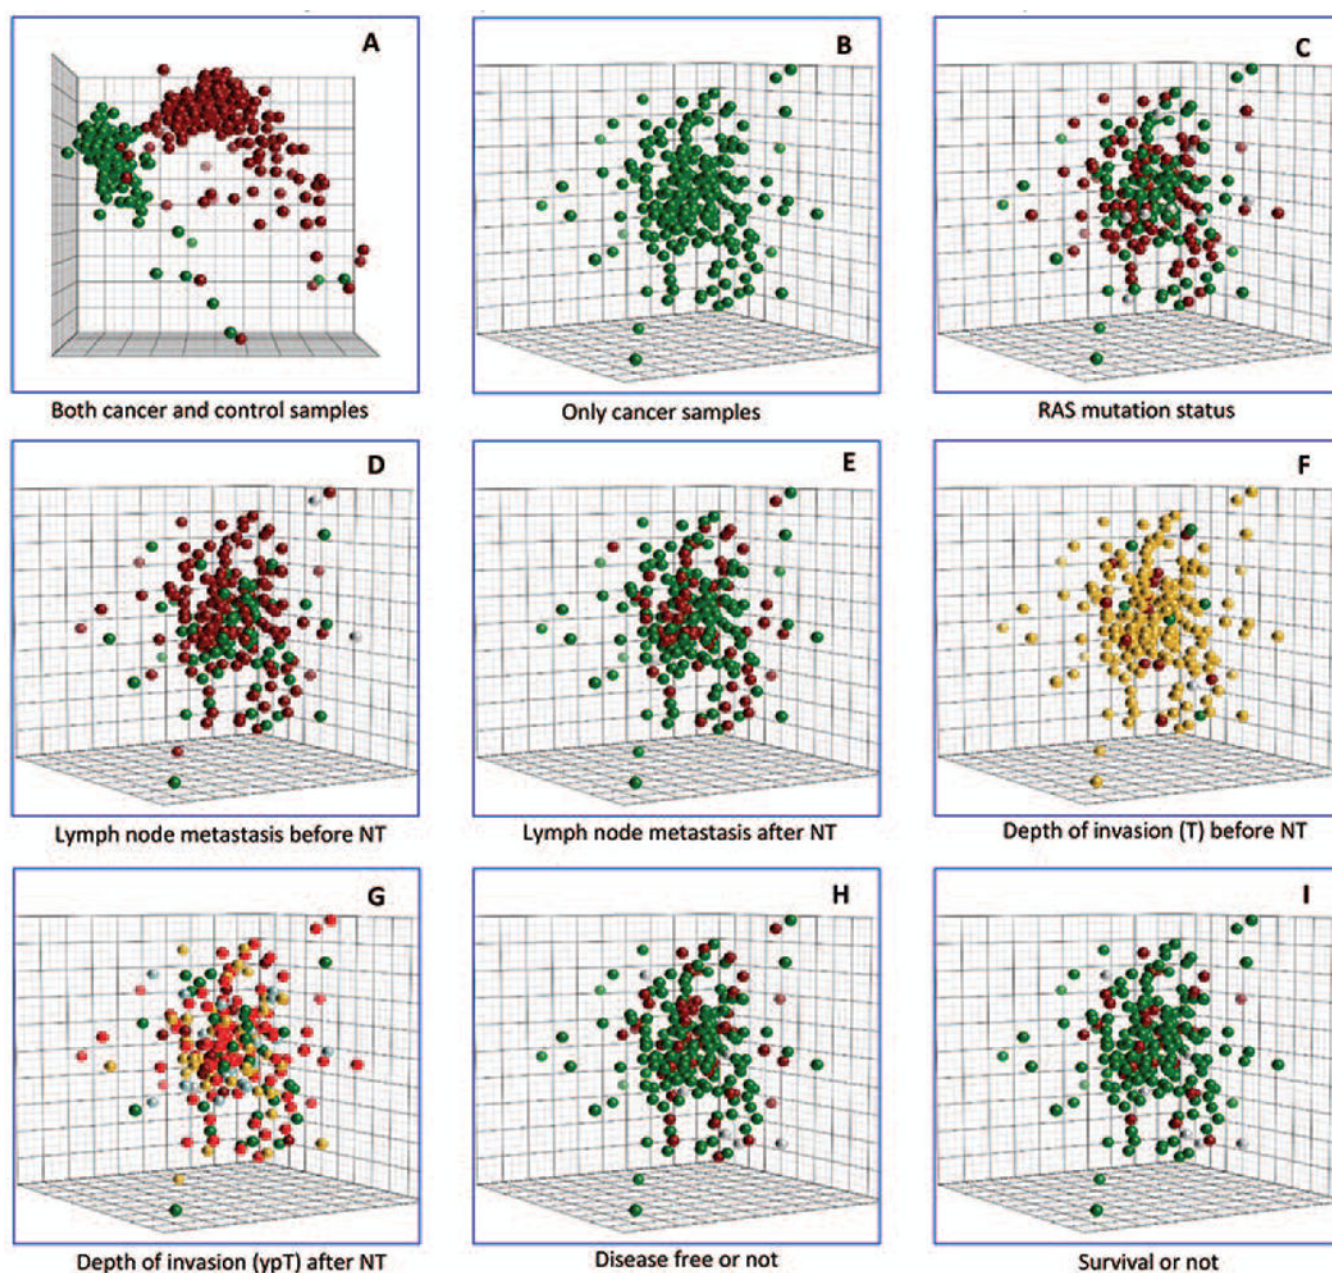 A
B
C
Both cancer and control samples
Only cancer samples
RAS mutation status
D
E
F
Lymph node metastasis before NT
Lymph node metastasis after NT
Depth of invasion (T) before NT
G
H
I
Depth of invasion (ypT) after NT
Disease free or not
Survival or not